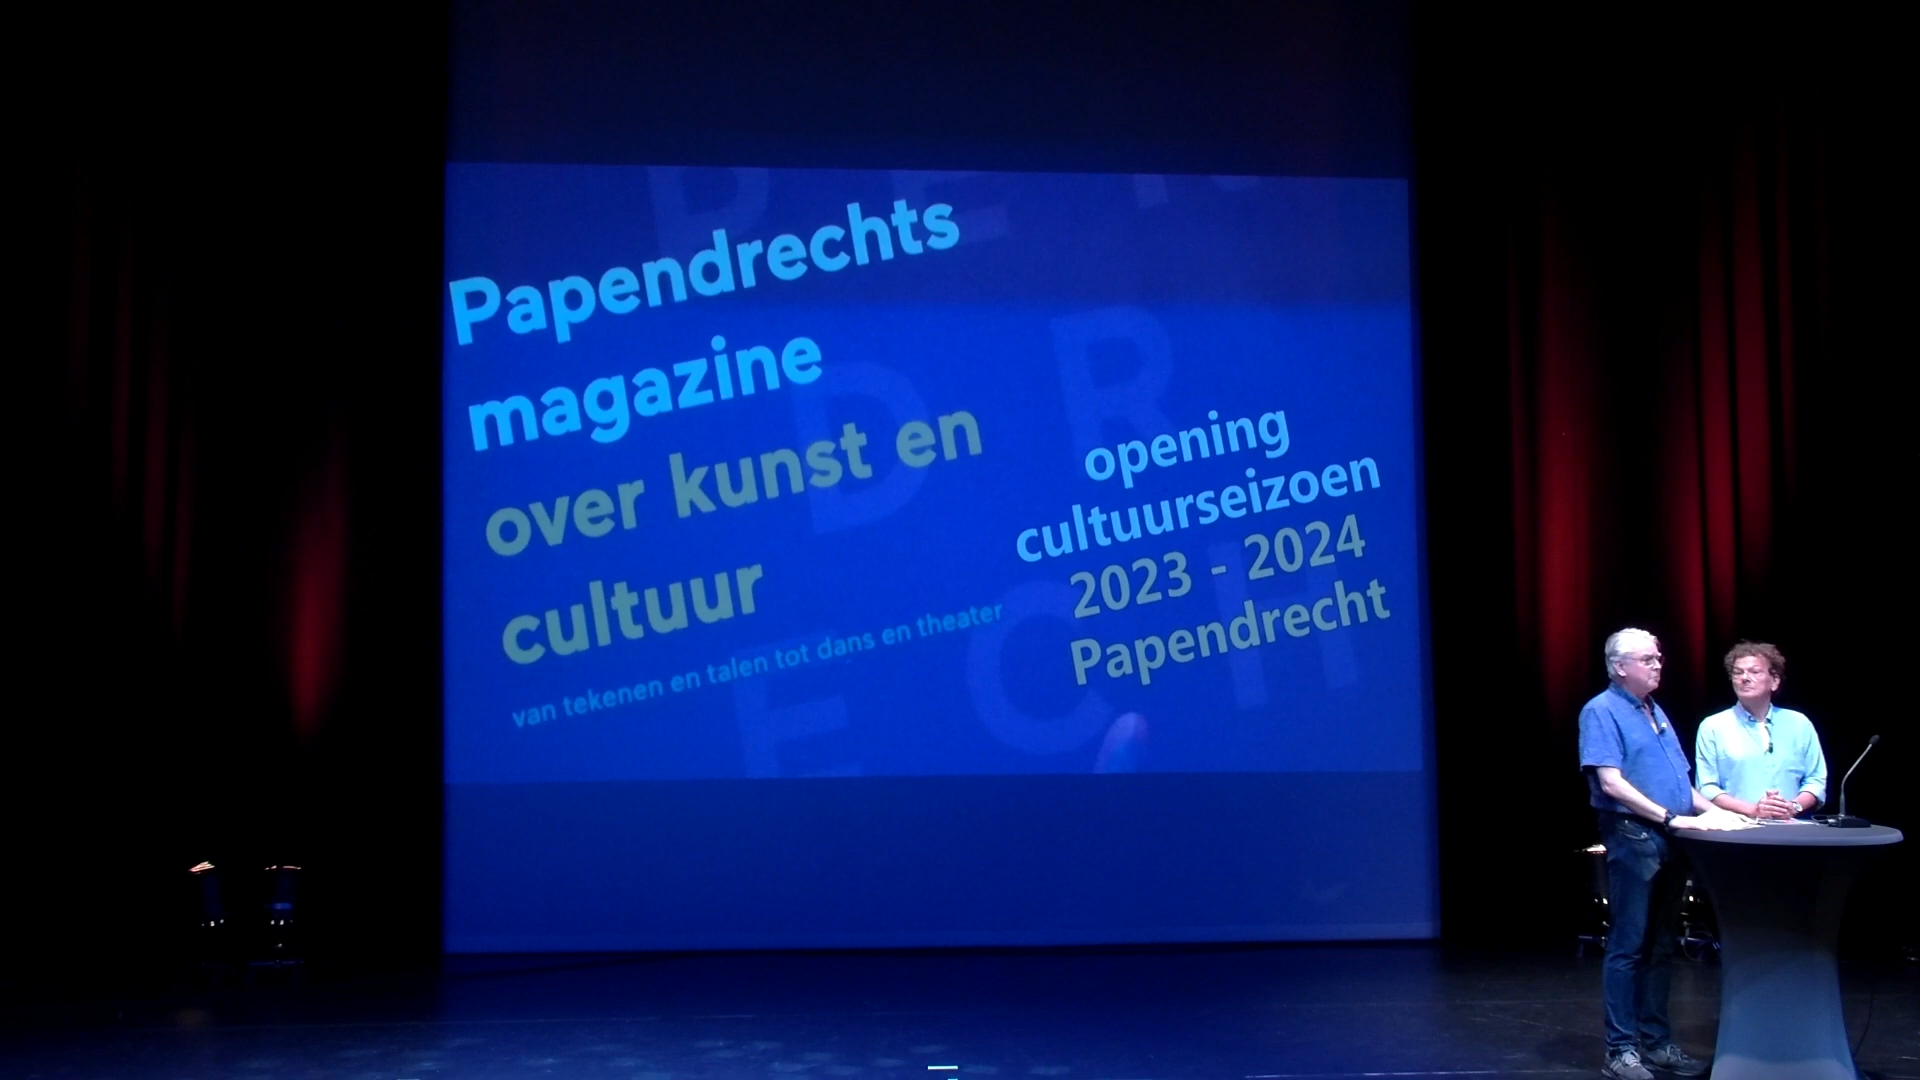 Papendrechts
magazine
over kunst en
cultuur
van tekenen en talen tot dans en theater
opening
cultuurseizoen
2023 - 2024
Papendrecht
P E N
D R
E C H